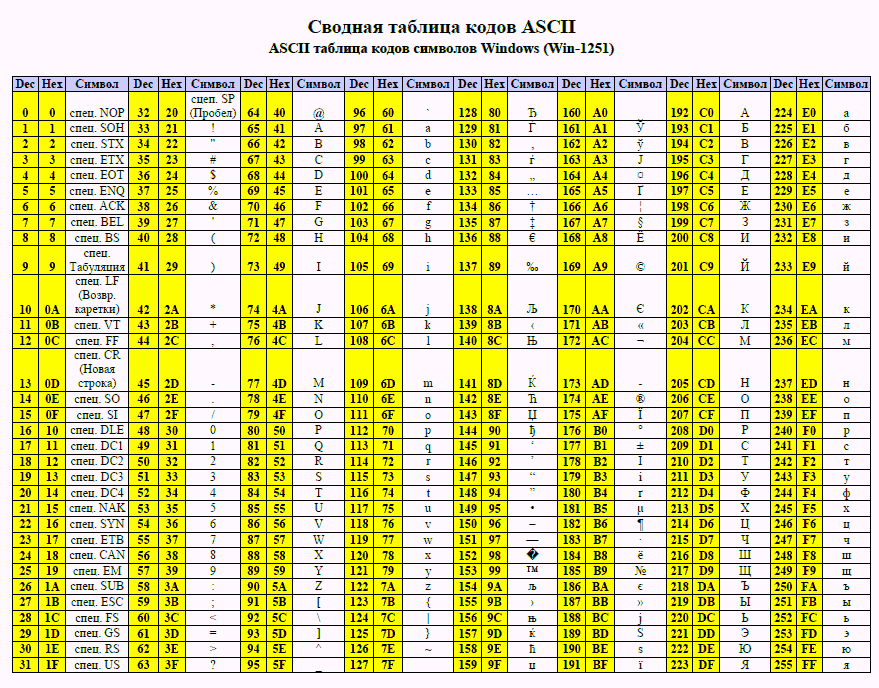 Сводная таблица кодов ASCII
ASCII таблица кодов символов Windows (Win-1251)
Dec Hex Символ Dec Hex Символ Dec Hex Символ Dec Hex Символ Dec Hex Символ Dec Hex Символ Dec Hex Символ Dec Hex Символ
0 0 спец. NOP 32 20 сцеп. SP (Пробел) 64 40 @ 96 60 ` 128 80 Ђ 160 A0 192 C0 А 224 E0 а
1 1 спец. SOH 33 21 ! 65 41 A 97 61 a 129 81 Ѓ 161 A1 Ў 193 C1 Б 225 E1 б
2 2 спец. STX 34 22 " 66 42 B 98 62 b 130 82 ‚ 162 A2 ў 194 C2 В 226 E2 в
3 3 спец. ETX 35 23 # 67 43 C 99 63 c 131 83 ѓ 163 A3 Ј 195 C3 Г 227 E3 г
4 4 спец. EOT 36 24 $ 68 44 D 100 64 d 132 84 „ 164 A4 ¤ 196 C4 Д 228 E4 д
5 5 спец. ENQ 37 25 % 69 45 E 101 65 e 133 85 … 165 A5 Ґ 197 C5 Е 229 E5 е
6 6 спец. ACK 38 26 & 70 46 F 102 66 f 134 86 † 166 A6 ¦ 198 C6 Ж 230 E6 ж
7 7 спец. BEL 39 27 ' 71 47 G 103 67 g 135 87 ‡ 167 A7 § 199 C7 З 231 E7 з
8 8 спец. BS 40 28 ( 72 48 H 104 68 h 136 88 € 168 A8 Ё 200 C8 И 232 E8 и
9 9 спец. Табуляция 41 29 ) 73 49 I 105 69 i 137 89 ‰ 169 A9 © 201 C9 Й 233 E9 й
10 0A спец. LF (Возвр. каретки) 42 2A * 74 4A J 106 6A j 138 8A Љ 170 AA Є 202 CA К 234 EA к
11 0B спец. VT 43 2B + 75 4B K 107 6B k 139 8B ‹ 171 AB « 203 CB Л 235 EB л
12 0C спец. FF 44 2C , 76 4C L 108 6C l 140 8C Њ 172 AC ¬ 204 CC М 236 EC м
13 0D спец. CR (Новая строка) 45 2D - 77 4D M 109 6D m 141 8D Ќ 173 AD - 205 CD Н 237 ED н
14 0E спец. SO 46 2E . 78 4E N 110 6E n 142 8E Ћ 174 AE ® 206 CE О 238 EE о
15 0F спец. SI 47 2F / 79 4F O 111 6F o 143 8F Џ 175 AF Ї 207 CF П 239 EF п
16 10 спец. DLE 48 30 0 80 50 P 112 70 p 144 90 ђ 176 B0 ° 208 D0 Р 240 F0 р
17 11 спец. DC1 49 31 1 81 51 Q 113 71 q 145 91 ‘ 177 B1 ± 209 D1 С 241 F1 с
18 12 спец. DC2 50 32 2 82 52 R 114 72 r 146 92 ’ 178 B2 І 210 D2 Т 242 F2 т
19 13 спец. DC3 51 33 3 83 53 S 115 73 s 147 93 “ 179 B3 і 211 D3 У 243 F3 у
20 14 спец. DC4 52 34 4 84 54 T 116 74 t 148 94 ” 180 B4 ґ 212 D4 Ф 244 F4 ф
21 15 спец. NAK 53 35 5 85 55 U 117 75 u 149 95 • 181 B5 µ 213 D5 Х 245 F5 х
22 16 спец. SYN 54 36 6 86 56 V 118 76 v 150 96 – 182 B6 ¶ 214 D6 Ц 246 F6 ц
23 17 спец. ETB 55 37 7 87 57 W 119 77 w 151 97 — 183 B7 · 215 D7 Ч 247 F7 ч
24 18 спец. CAN 56 38 8 88 58 X 120 78 x 152 98 � 184 B8 ё 216 D8 Ш 248 F8 ш
25 19 спец. EM 57 39 9 89 59 Y 121 79 y 153 99 ™ 185 B9 № 217 D9 Щ 249 F9 щ
26 1A спец. SUB 58 3A : 90 5A Z 122 7A z 154 9A љ 186 BA є 218 DA Ъ 250 FA ъ
27 1B спец. ESC 59 3B ; 91 5B [ 123 7B { 155 9B › 187 BB » 219 DB Ы 251 FB ы
28 1C спец. FS 60 3C < 92 5C \ 124 7C | 156 9C њ 188 BC ј 220 DC Ь 252 FC ь
29 1D спец. GS 61 3D = 93 5D ] 125 7D } 157 9D ќ 189 BD Ѕ 221 DD Э 253 FD э
30 1E спец. RS 62 3E > 94 5E ^ 126 7E ~ 158 9E ћ 190 BE ѕ 222 DE Ю 254 FE ю
31 1F спец. US 63 3F ? 95 5F _ 127 7F 159 9F џ 191 BF ї 223 DF Я 255 FF я